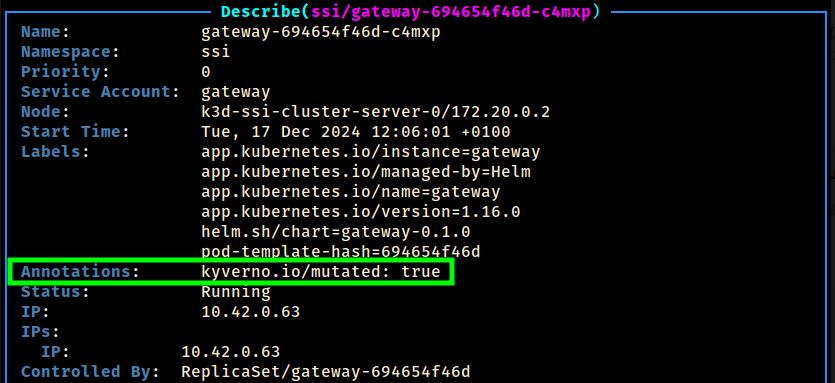 Describe(ssi/gateway-694654f46d-c4mxp)
Name: gateway-694654f46d-c4mxp
Namespace: ssi
Priority: 0
Service Account: gateway
Node: k3d-ssi-cluster-server-0/172.20.0.2
Start Time: Tue, 17 Dec 2024 12:06:01 +0100
Labels: app.kubernetes.io/instance=gateway
app.kubernetes.io/managed-by=Helm
app.kubernetes.io/name=gateway
app.kubernetes.io/version=1.16.0
helm.sh/chart=gateway-0.1.0
pod-template-hash=694654f46d
Annotations: kyverno.io/mutated: true
Status: Running
IP: 10.42.0.63
IPs:
IP: 10.42.0.63
Controlled By: ReplicaSet/gateway-694654f46d